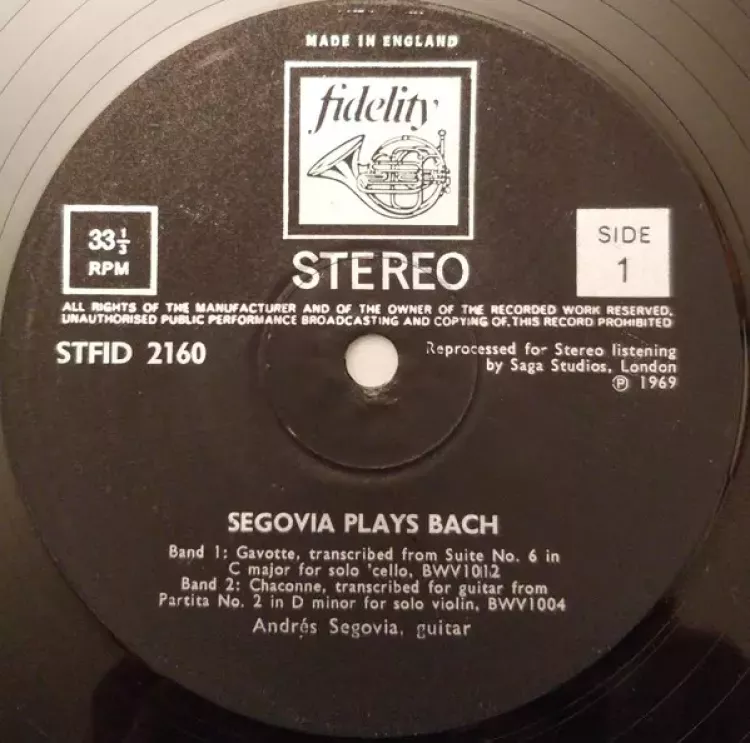 MADE IN ENGLAND
fidelity
33⅓
RPM
STEREO
SIDE
1
ALL RIGHTS OF THE MANUFACTURER AND OF THE OWNER OF THE RECORDED WORK RESERVED.
UNAUTHORISED PUBLIC PERFORMANCE BROADCASTING AND COPYING OF, THIS RECORD PROHIBITED
STFID 2160
Reprocessed for Stereo listening
by Saga Studios, London
℗ 1969
SEGOVIA PLAYS BACH
Band 1: Gavotte, transcribed from Suite No. 6 in
C major for solo 'cello, BWV1012
Band 2: Chaconne, transcribed for guitar from
Partita No. 2 in D minor for solo violin, BWV1004
Andrés Segovia, guitar